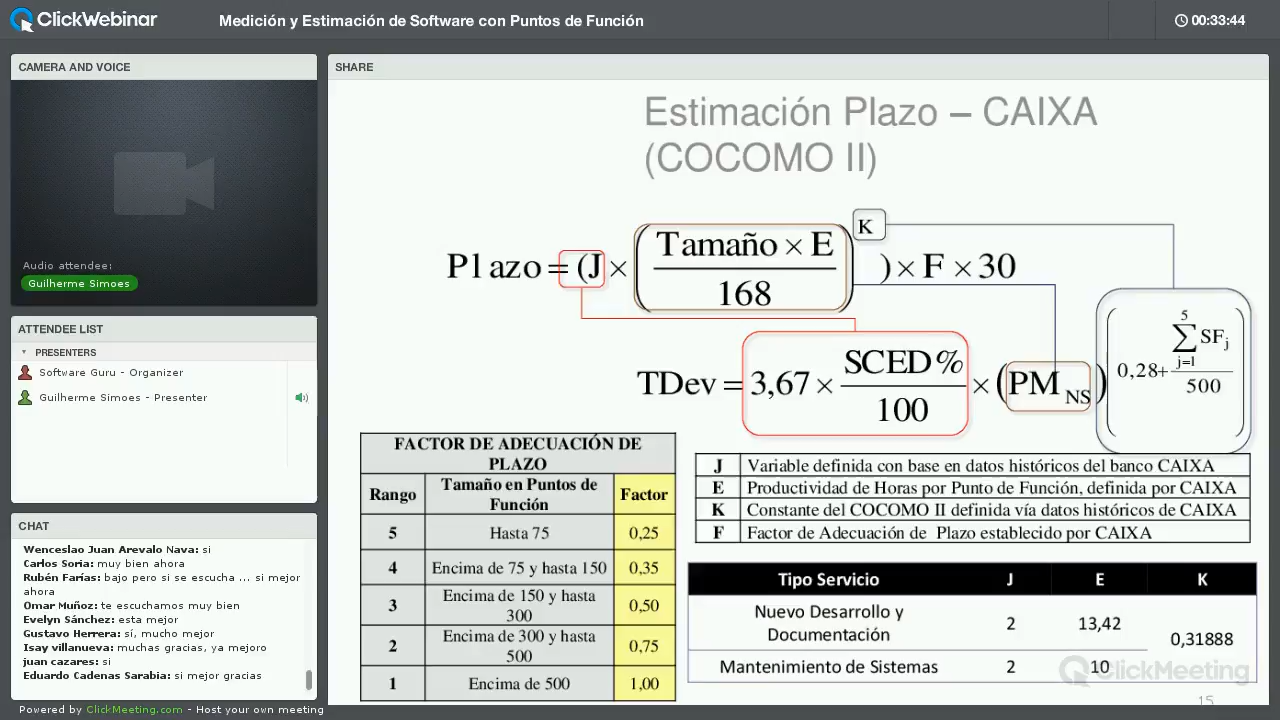 ClickWebinar
Medición y Estimación de Software con Puntos de Función
00:33:44
CAMERA AND VOICE
Audio attendee:
Guilherme Simoes
ATTENDEE LIST
PRESENTERS
Software Guru - Organizer
Guilherme Simoes - Presenter
CHAT
Wenceslao Juan Arevalo Nava: si
Carlos Soria: muy bien ahora
Rubén Farías: bajo pero si se escucha ... si mejor
ahora
Omar Muñoz: te escuchamos muy bien
Evelyn Sánchez: esta mejor
Gustavo Herrera: sí, mucho mejor
Isay villanueva: muchas gracias, ya mejoro
juan cazares: si
Eduardo Cadenas Sarabia: si mejor gracias
Powered by ClickMeeting.com - Host your own meeting
SHARE
Estimación Plazo – CAIXA
(COCOMO II)
Plazo = (J × (Tamaño × E / 168)^K ) × F × 30
TDev = 3,67 × SCED% / 100 × (PM NS)
(0,28+ 5 ∑ j=1 SFj / 500)
FACTOR DE ADECUACIÓN DE
PLAZO
Rango Tamaño en Puntos de Función Factor
5 Hasta 75 0,25
4 Encima de 75 y hasta 150 0,35
3 Encima de 150 y hasta 300 0,50
2 Encima de 300 y hasta 500 0,75
1 Encima de 500 1,00
J Variable definida con base en datos históricos del banco CAIXA
E Productividad de Horas por Punto de Función, definida por CAIXA
K Constante del COCOMO II definida vía datos históricos de CAIXA
F Factor de Adecuación de Plazo establecido por CAIXA
Tipo Servicio J E K
Nuevo Desarrollo y
Documentación 2 13,42 0,31888
Mantenimiento de Sistemas 2 10
ClickMeeting
15